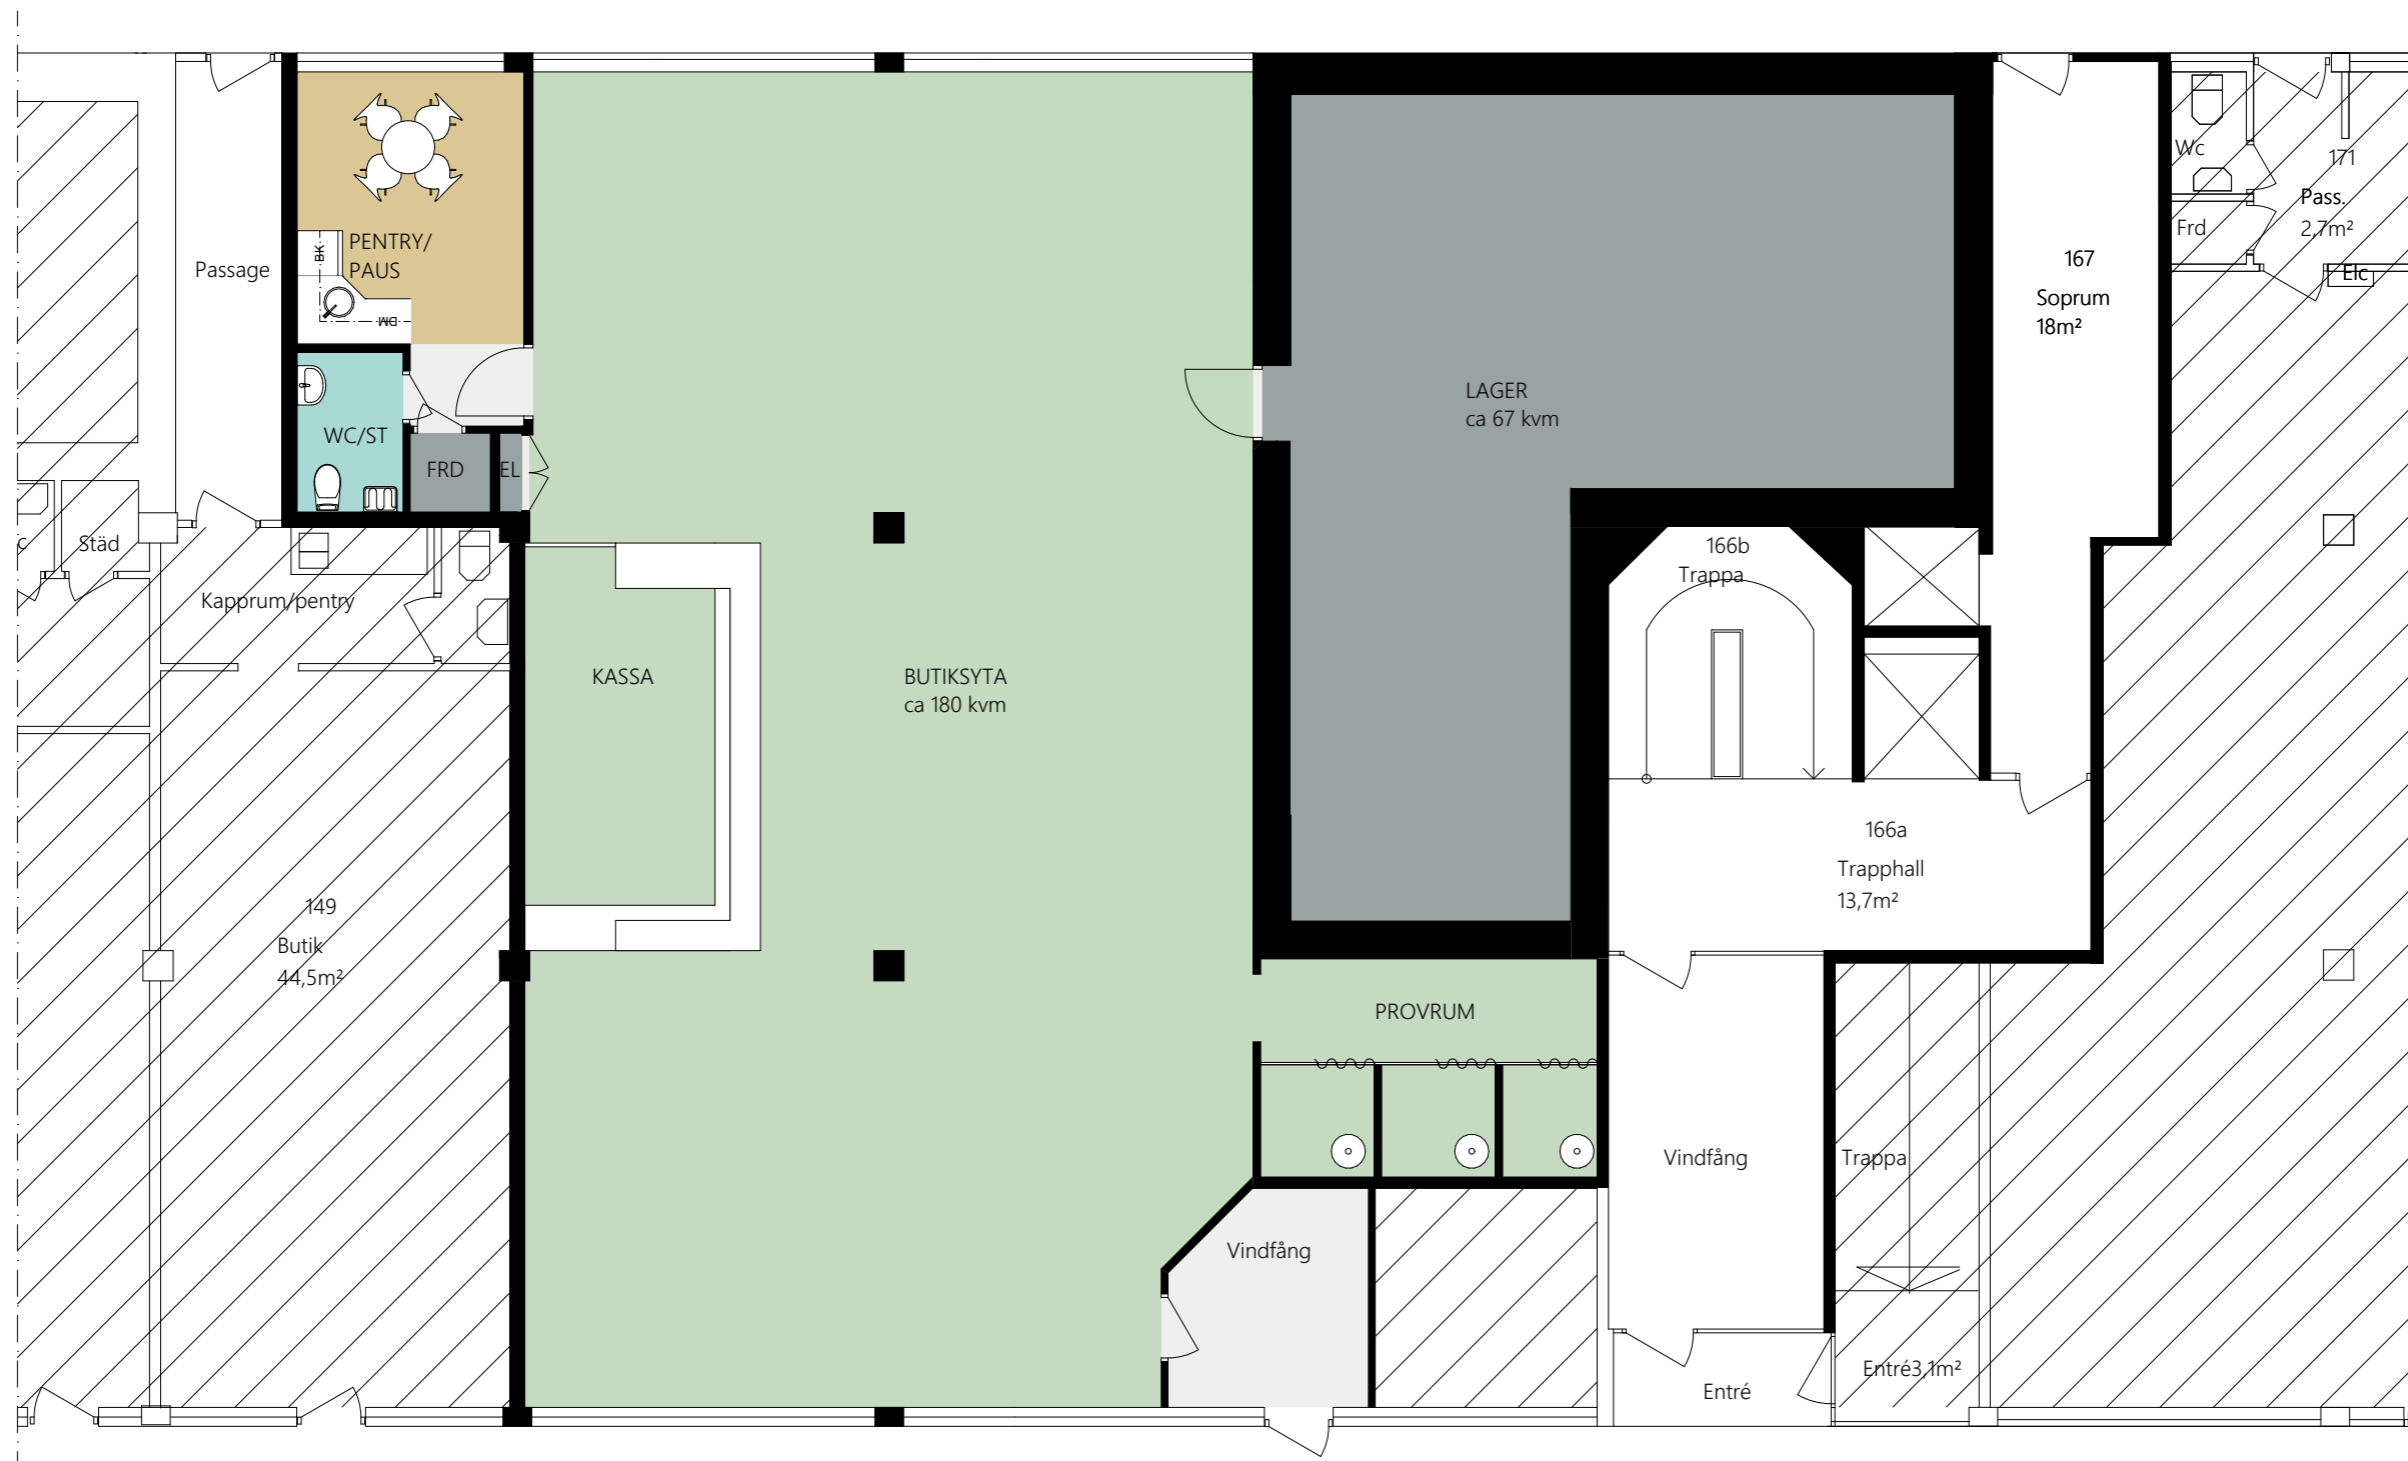 Wc
171
Pass.
2,7m²
Frd
Elc
167
Soprum
18m²
Passage
PENTRY/
PAUS
BK
DM
WC/ST
FRD
EL
LAGER
ca 67 kvm
c
Städ
Kapprum/pentry
166b
Trappa
KASSA
BUTIKSYTA
ca 180 kvm
166a
Trapphall
13,7m²
149
Butik
44,5m²
PROVRUM
Vindfång
Trappa
Vindfång
Entré
Entré3,1m²